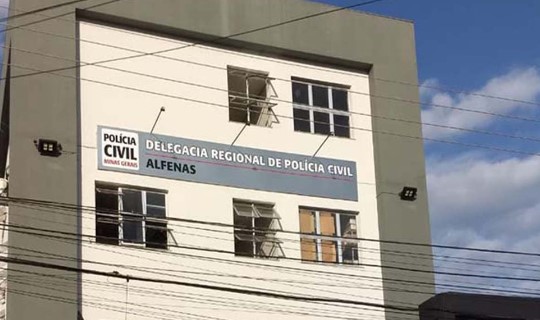 POLÍCIA
CIVIL
MINAS GERAIS
DELEGACIA REGIONAL DE POLÍCIA CIVIL
ALFENAS